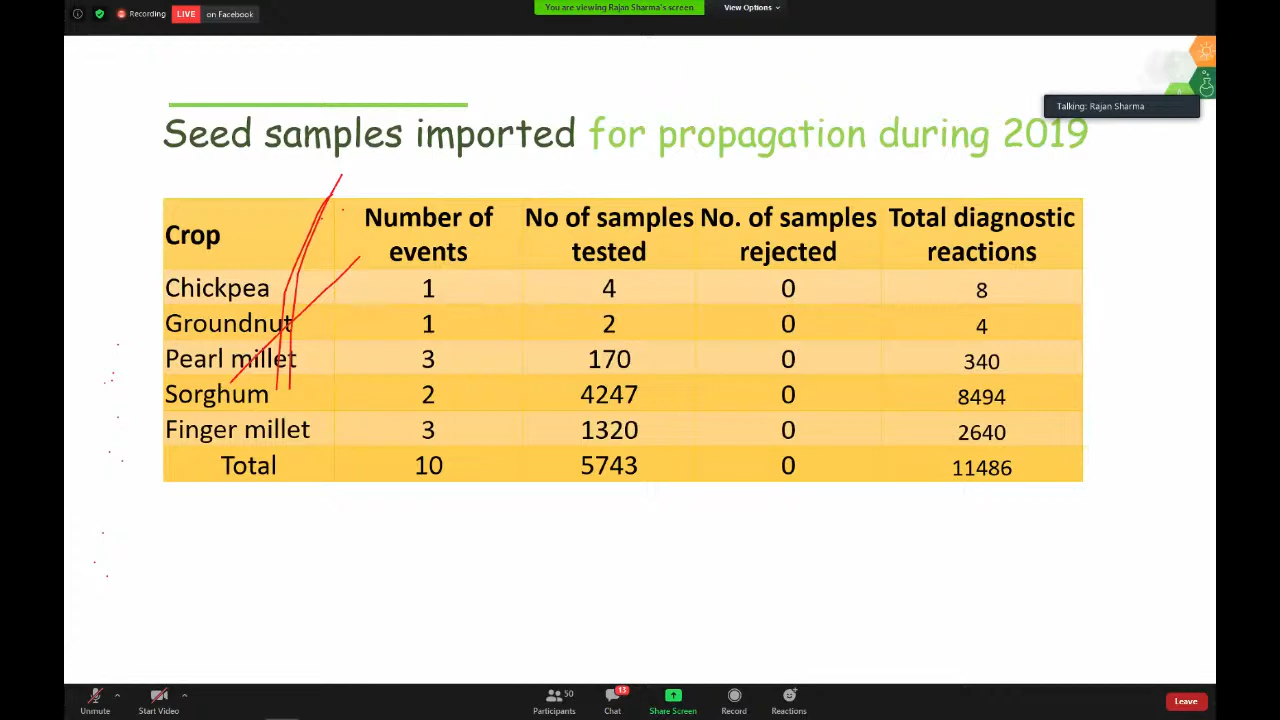 Recording LIVE on Facebook You are viewing Rajan Sharma's screen View Options
Talking: Rajan Sharma
Seed samples imported for propagation during 2019
Crop Number of events No of samples tested No. of samples rejected Total diagnostic reactions
Chickpea 1 4 0 8
Groundnut 1 2 0 4
Pearl millet 3 170 0 340
Sorghum 2 4247 0 8494
Finger millet 3 1320 0 2640
Total 10 5743 0 11486
50 13
Unmute Start Video Participants Chat Share Screen Record Reactions Leave